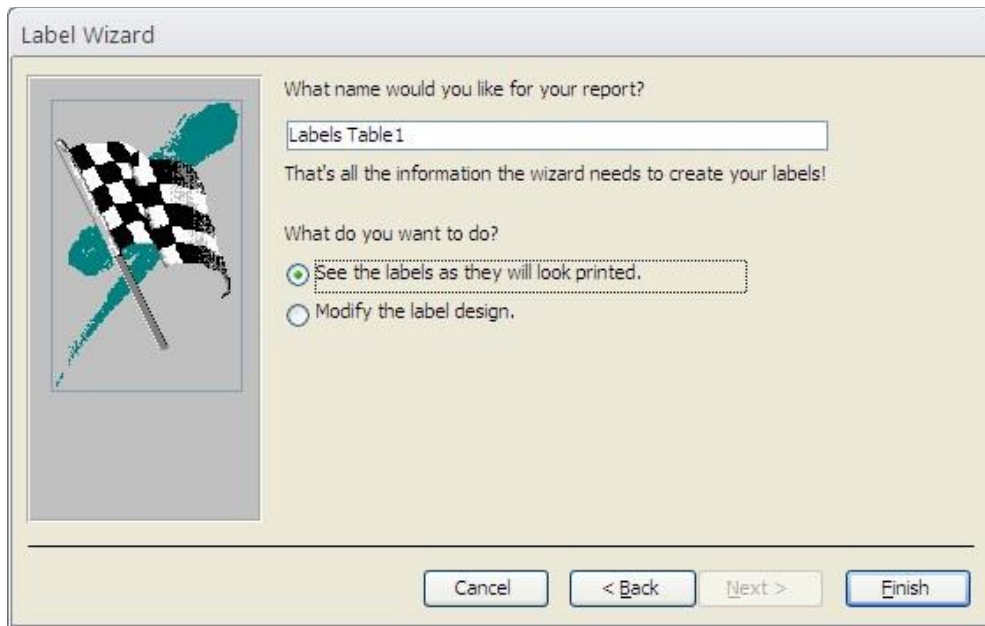 Label Wizard
What name would you like for your report?
Labels Table1
That's all the information the wizard needs to create your labels!
What do you want to do?
See the labels as they will look printed.
Modify the label design.
Cancel < Back Next > Finish